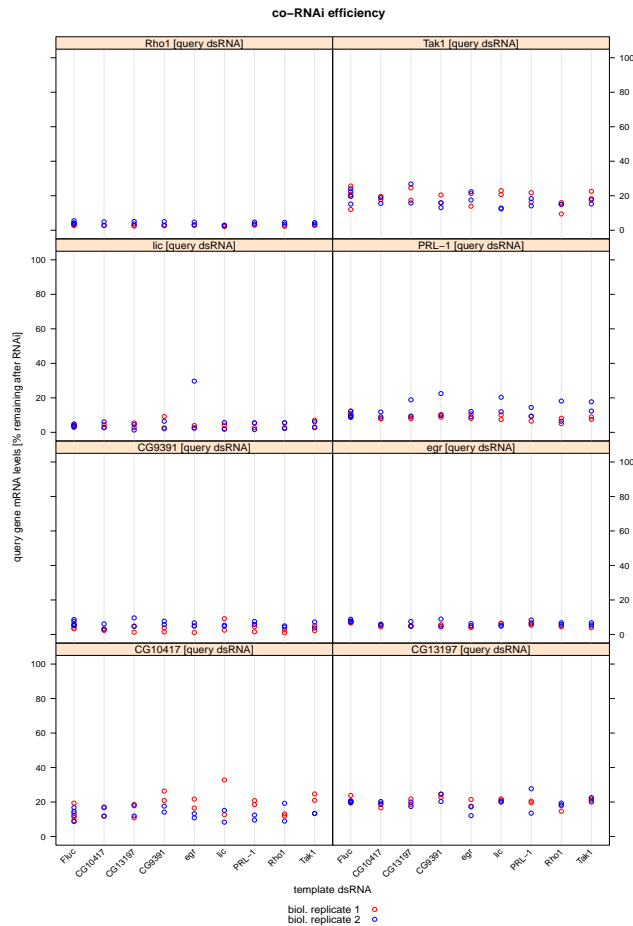 co−RNAi efficiency
Rho1 [query dsRNA]
Tak1 [query dsRNA]
100
80
60
40
20
0
lic [query dsRNA]
PRL−1 [query dsRNA]
100
80
60
40
20
0
CG9391 [query dsRNA]
egr [query dsRNA]
100
80
60
40
20
0
CG10417 [query dsRNA]
CG13197 [query dsRNA]
100
80
60
40
20
0
query gene mRNA levels [% remaining after RNAi]
Fluc CG10417 CG13197 CG9391 egr lic PRL−1 Rho1 Tak1
Fluc CG10417 CG13197 CG9391 egr lic PRL−1 Rho1 Tak1
template dsRNA
biol. replicate 1
biol. replicate 2